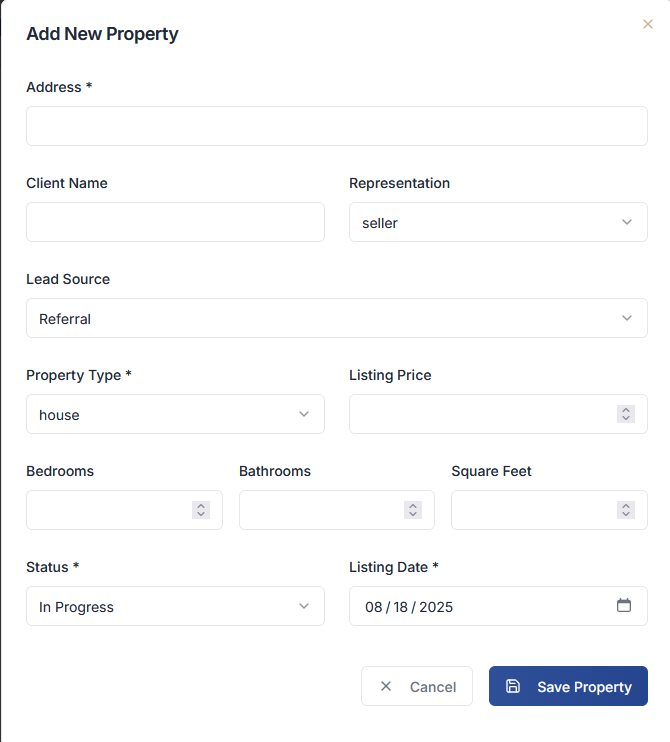 Add New Property
Address *
Client Name Representation
seller
Lead Source
Referral
Property Type * Listing Price
house
Bedrooms Bathrooms Square Feet
Status * Listing Date *
In Progress 08 / 18 / 2025
Cancel Save Property